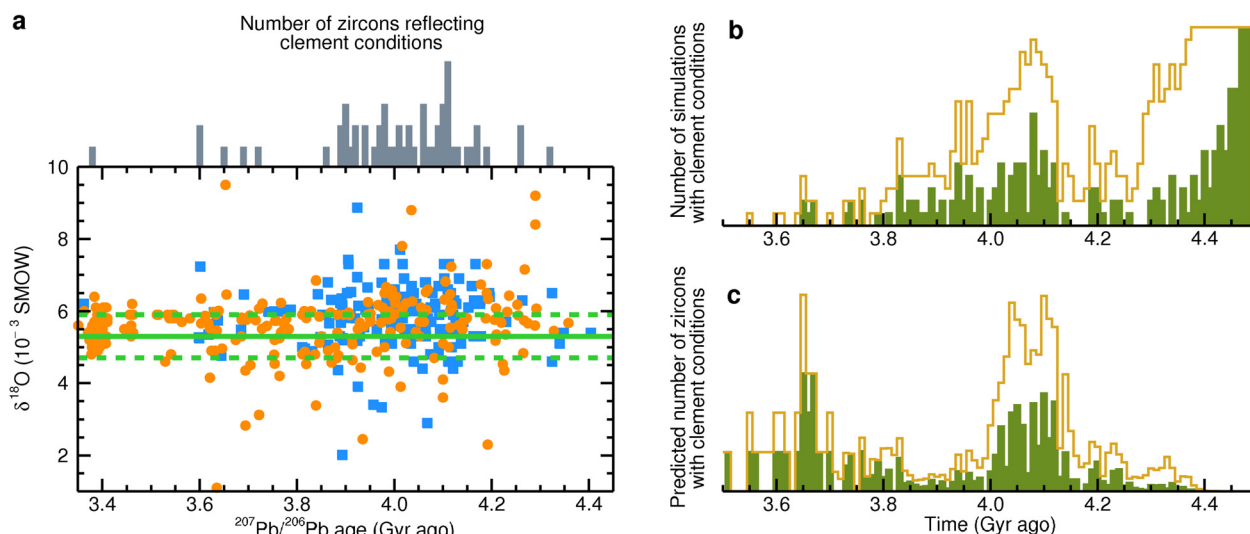 a
Number of zircons reflecting
clement conditions
10
8
6
4
2
δ¹⁸O (10⁻³ SMOW)
3.4 3.6 3.8 4.0 4.2 4.4
²⁰⁷Pb/²⁰⁶Pb age (Gyr ago)
b
Number of simulations
with clement conditions
3.6 3.8 4.0 4.2 4.4
c
Predicted number of zircons
with clement conditions
3.6 3.8 4.0 4.2 4.4
Time (Gyr ago)